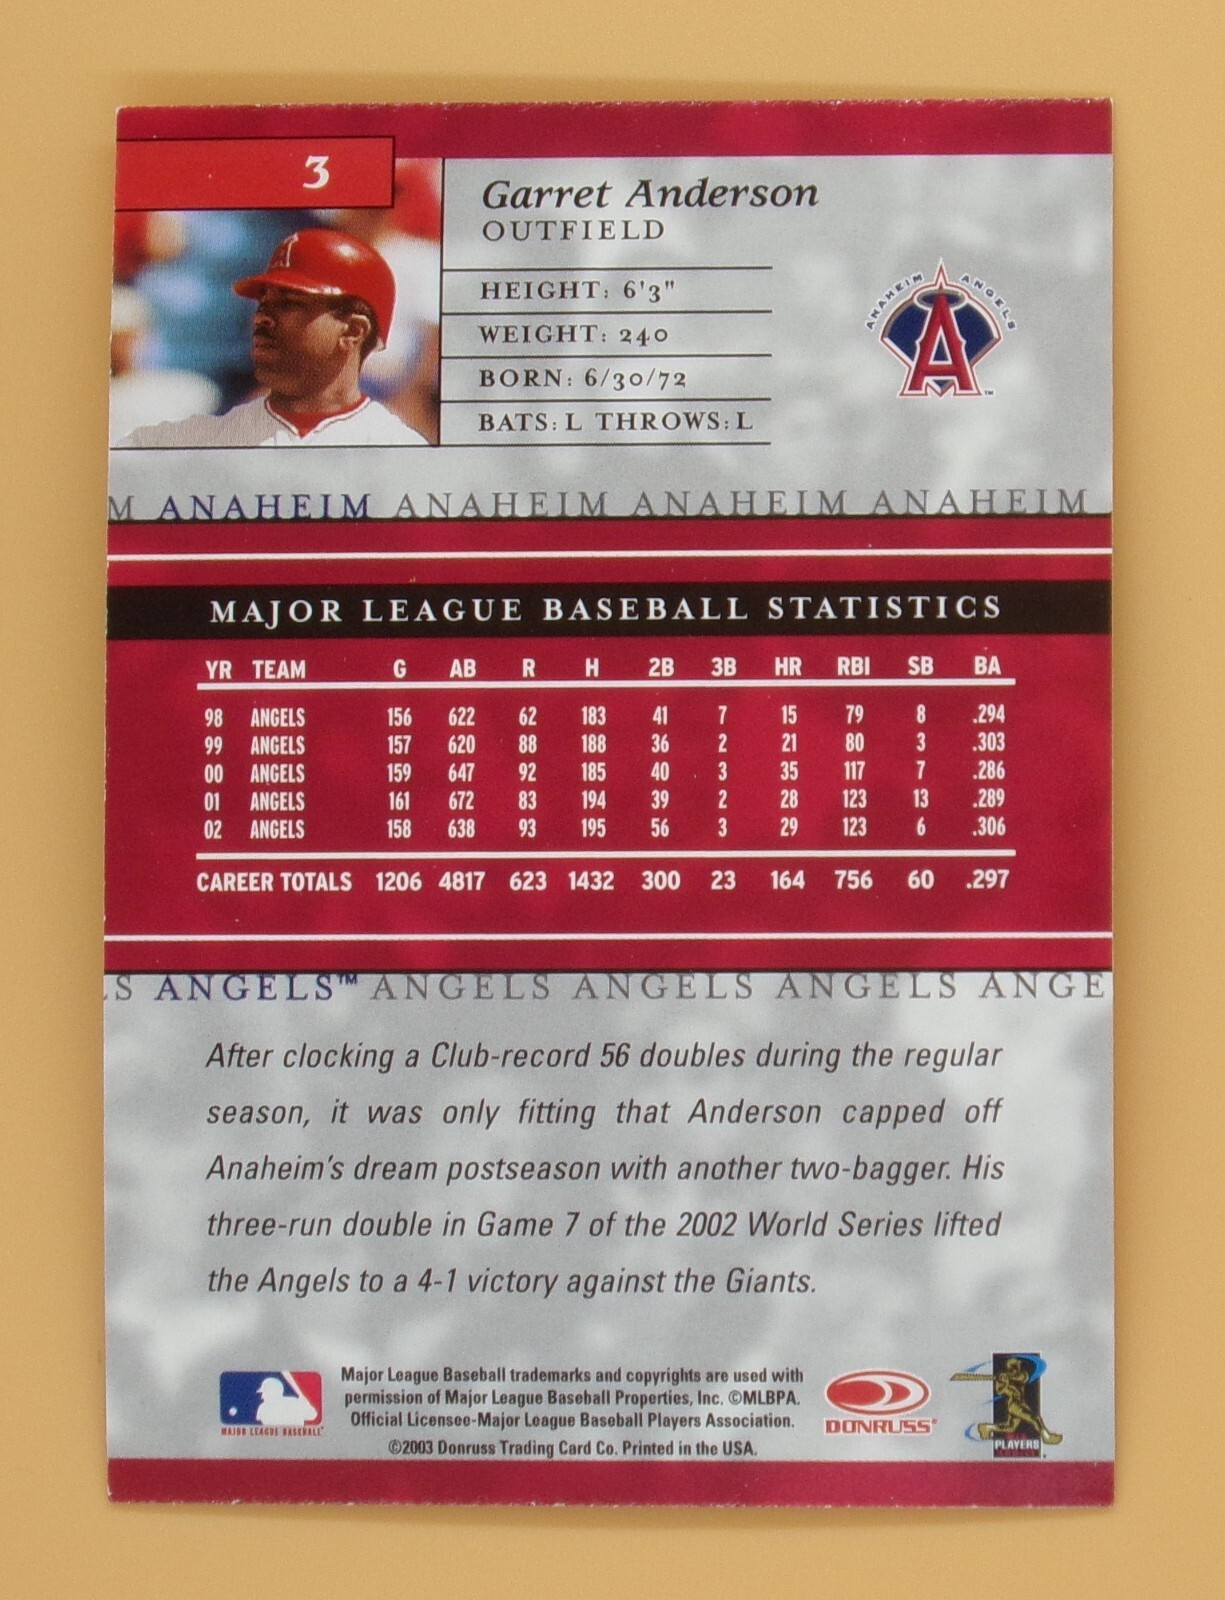 3
Garret Anderson
OUTFIELD
HEIGHT: 6'3"
WEIGHT: 240
BORN: 6/30/72
BATS: L THROWS: L
ANAHEIM ANGELS
A
™
M ANAHEIM ANAHEIM ANAHEIM ANAHEIM
MAJOR LEAGUE BASEBALL STATISTICS
YR TEAM G AB R H 2B 3B HR RBI SB BA
98 ANGELS 156 622 62 183 41 7 15 79 8 .294
99 ANGELS 157 620 88 188 36 2 21 80 3 .303
00 ANGELS 159 647 92 185 40 3 35 117 7 .286
01 ANGELS 161 672 83 194 39 2 28 123 13 .289
02 ANGELS 158 638 93 195 56 3 29 123 6 .306
CAREER TOTALS 1206 4817 623 1432 300 23 164 756 60 .297
LS ANGELS™ ANGELS ANGELS ANGELS ANGE
After clocking a Club-record 56 doubles during the regular
season, it was only fitting that Anderson capped off
Anaheim's dream postseason with another two-bagger. His
three-run double in Game 7 of the 2002 World Series lifted
the Angels to a 4-1 victory against the Giants.
MAJOR LEAGUE BASEBALL
Major League Baseball trademarks and copyrights are used with
permission of Major League Baseball Properties, Inc. ©MLBPA.
Official Licensee-Major League Baseball Players Association.
©2003 Donruss Trading Card Co. Printed in the USA.
DONRUSS®
PLAYERS